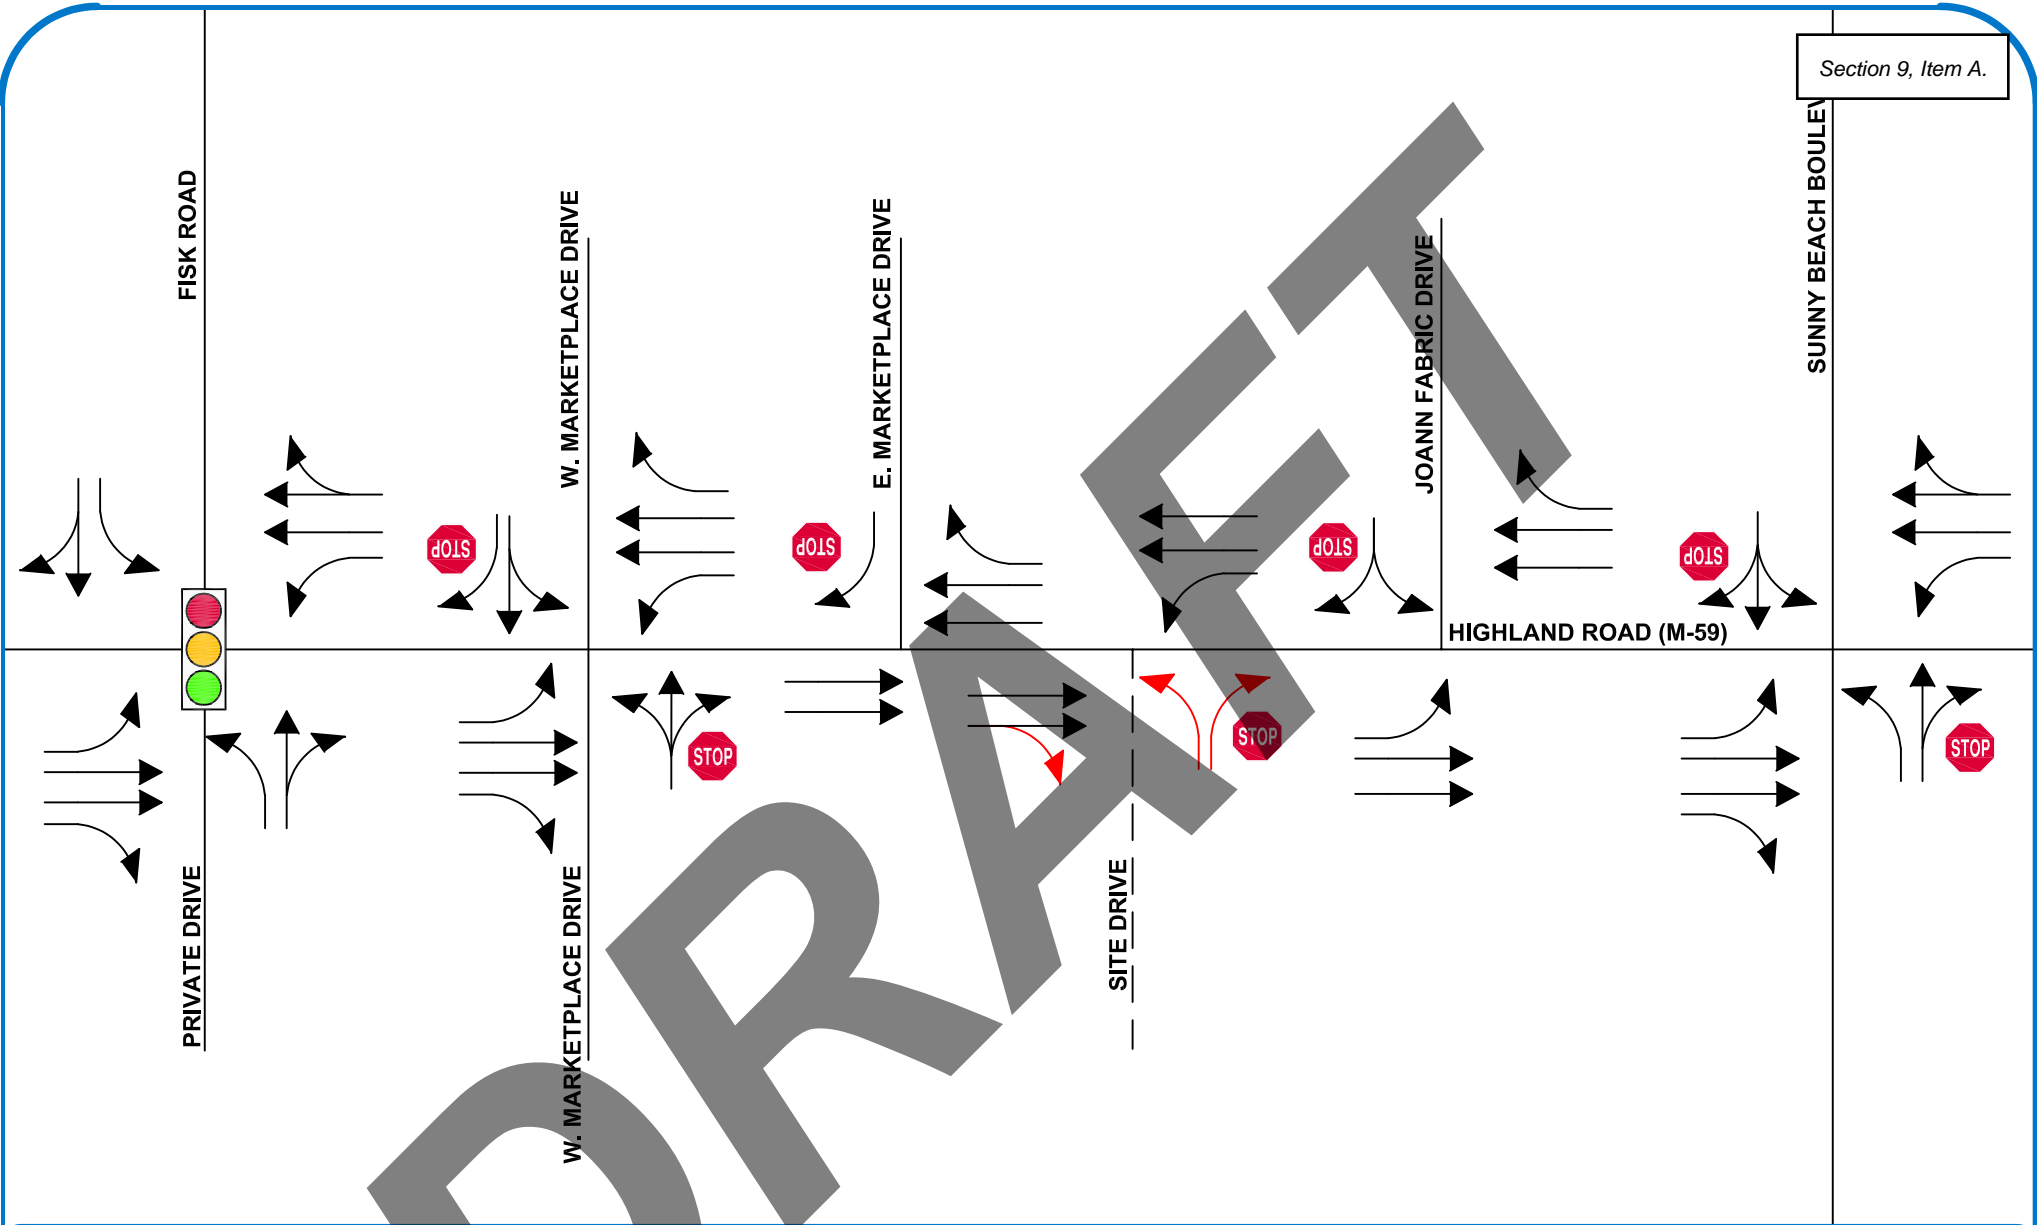 Section 9, Item A.
FISK ROAD
W. MARKETPLACE DRIVE
E. MARKETPLACE DRIVE
JOANN FABRIC DRIVE
SUNNY BEACH BOULEV
STOP
STOP
STOP
STOP
HIGHLAND ROAD (M-59)
STOP
STOP
STOP
PRIVATE DRIVE
W. MARKETPLACE DRIVE
SITE DRIVE
DRAFT